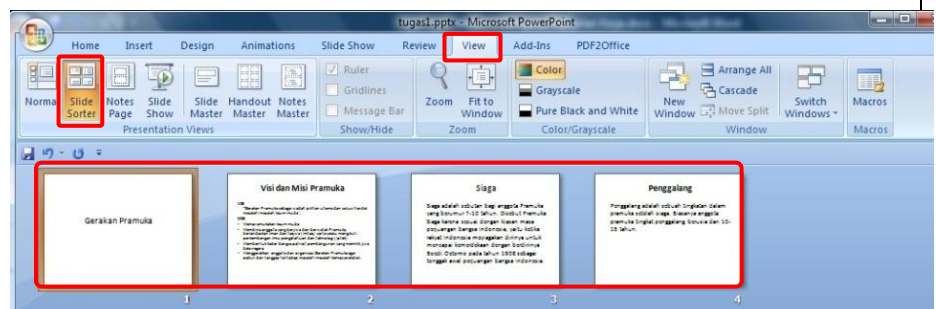 tugas1.pptx - Microsoft PowerPoint
Home Insert Design Animations Slide Show Review View Add-Ins PDF2Office
Normal Slide Sorter Notes Page Slide Show Slide Master Handout Master Notes Master
Presentation Views
Ruler
Gridlines
Message Bar
Show/Hide
Zoom Fit to Window
Zoom
Color
Grayscale
Pure Black and White
Color/Grayscale
New Window
Arrange All
Cascade
Move Split
Switch Windows
Window
Macros
Macros
Gerakan Pramuka
1
Visi dan Misi Pramuka
2
Siaga
Siaga adalah sebutan bagi anggota Pramuka
yang berumur 7-10 tahun. Disebut Pramuka
Siaga karena sesuai dengan kiasan masa
perjuangan bangsa Indonesia, yaitu ketika
rakyat Indonesia
dengan berdirinya
Boedi Oetomo pada tahun 1908 sebagai
tonggak awal perjuangan bangsa Indonesia.
3
Penggalang
Penggalang adalah sebuah tingkatan dalam
pramuka setelah siaga. Biasanya anggota
pramuka tingkat penggalang berusia dari 10-
15 tahun.
4